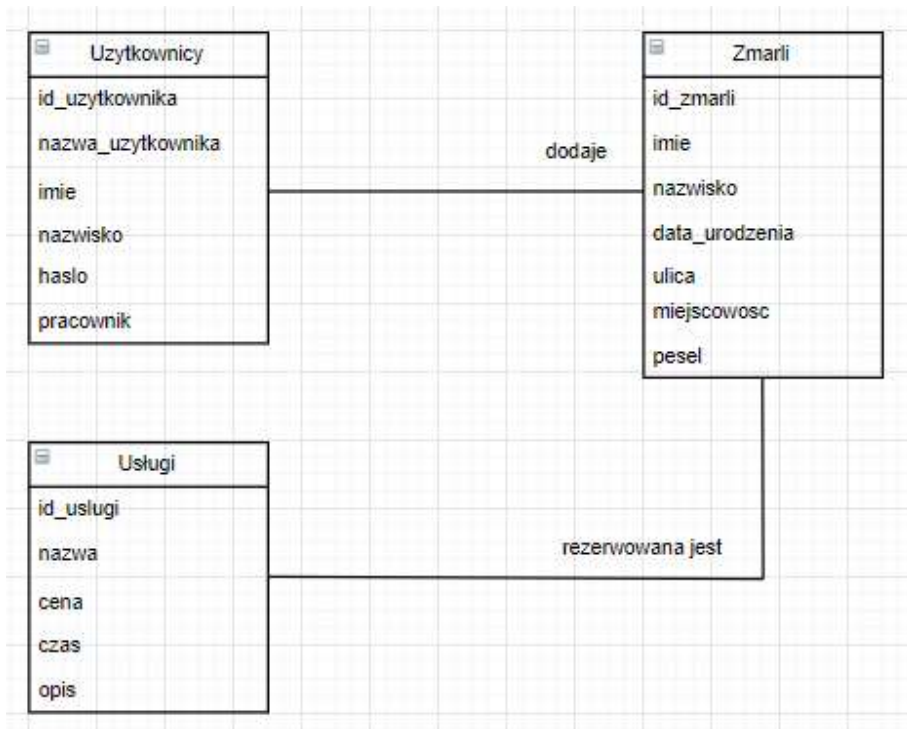 Uzytkownicy
id_uzytkownika
nazwa_uzytkownika
imie
nazwisko
haslo
pracownik
dodaje
Zmarli
id_zmarli
imie
nazwisko
data_urodzenia
ulica
miejscowosc
pesel
Usługi
id_uslugi
nazwa
cena
czas
opis
rezerwowana jest